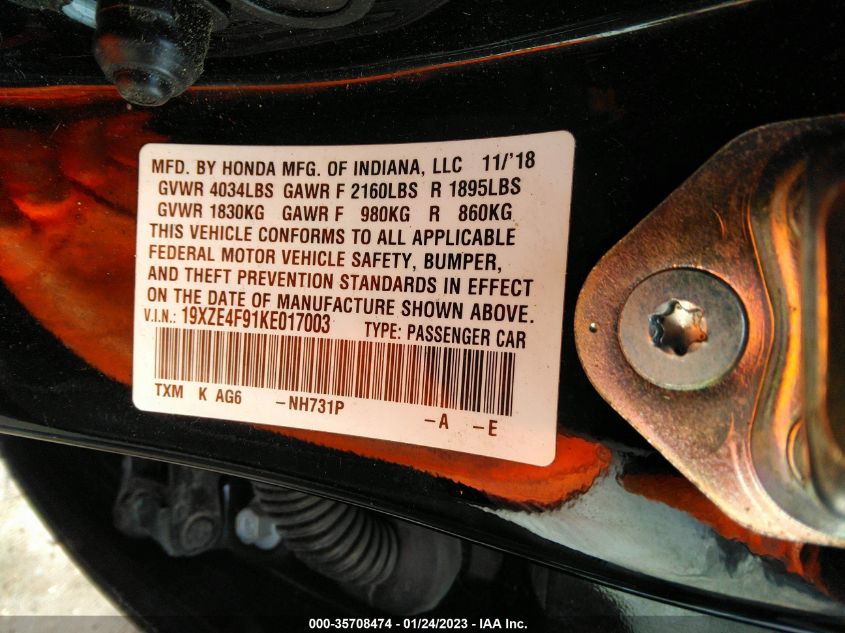 MFD. BY HONDA MFG. OF INDIANA, LLC 11/'18
GVWR 4034LBS GAWR F 2160LBS R 1895LBS
GVWR 1830KG GAWR F 980KG R 860KG
THIS VEHICLE CONFORMS TO ALL APPLICABLE
FEDERAL MOTOR VEHICLE SAFETY, BUMPER,
AND THEFT PREVENTION STANDARDS IN EFFECT
ON THE DATE OF MANUFACTURE SHOWN ABOVE.
V.I.N.: 19XZE4F91KE017003 TYPE: PASSENGER CAR
TXM K AG6 -NH731P -A -E
000-35708474 - 01/24/2023 - IAA Inc.